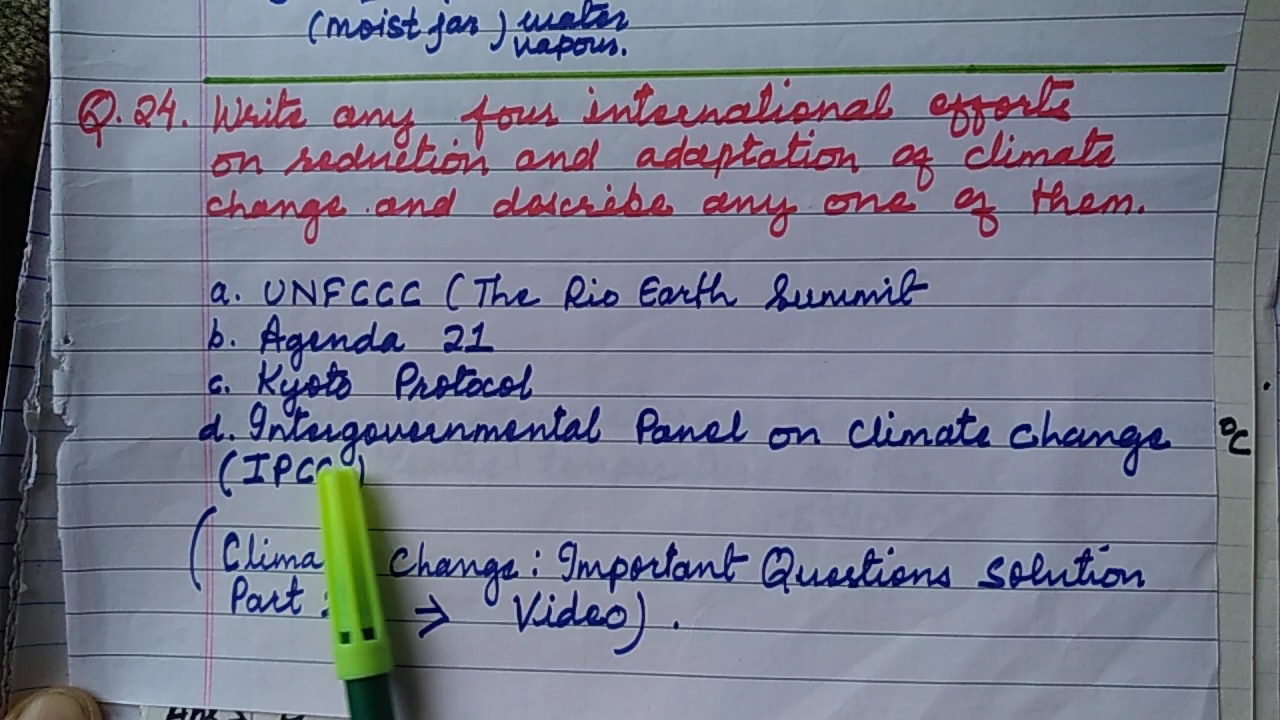 (moist jar) water
vapour.
Q.24. Write any four international efforts
on reduction and adaptation of climate
change and describe any one of them.
a. UNFCCC (The Rio Earth Summit
b. Agenda 21
c. Kyoto Protocol
d. Intergovernmental Panel on Climate change
(IPCC)
°C
(Clima Change: Important Questions solution
Part → Video).